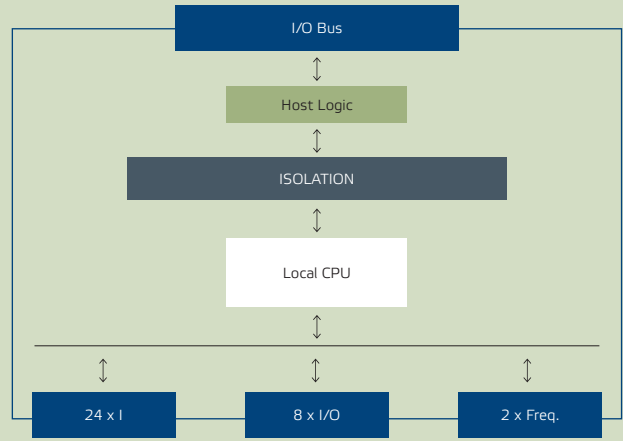 I/O Bus
Host Logic
ISOLATION
Local CPU
24 x I
8 x I/O
2 x Freq.